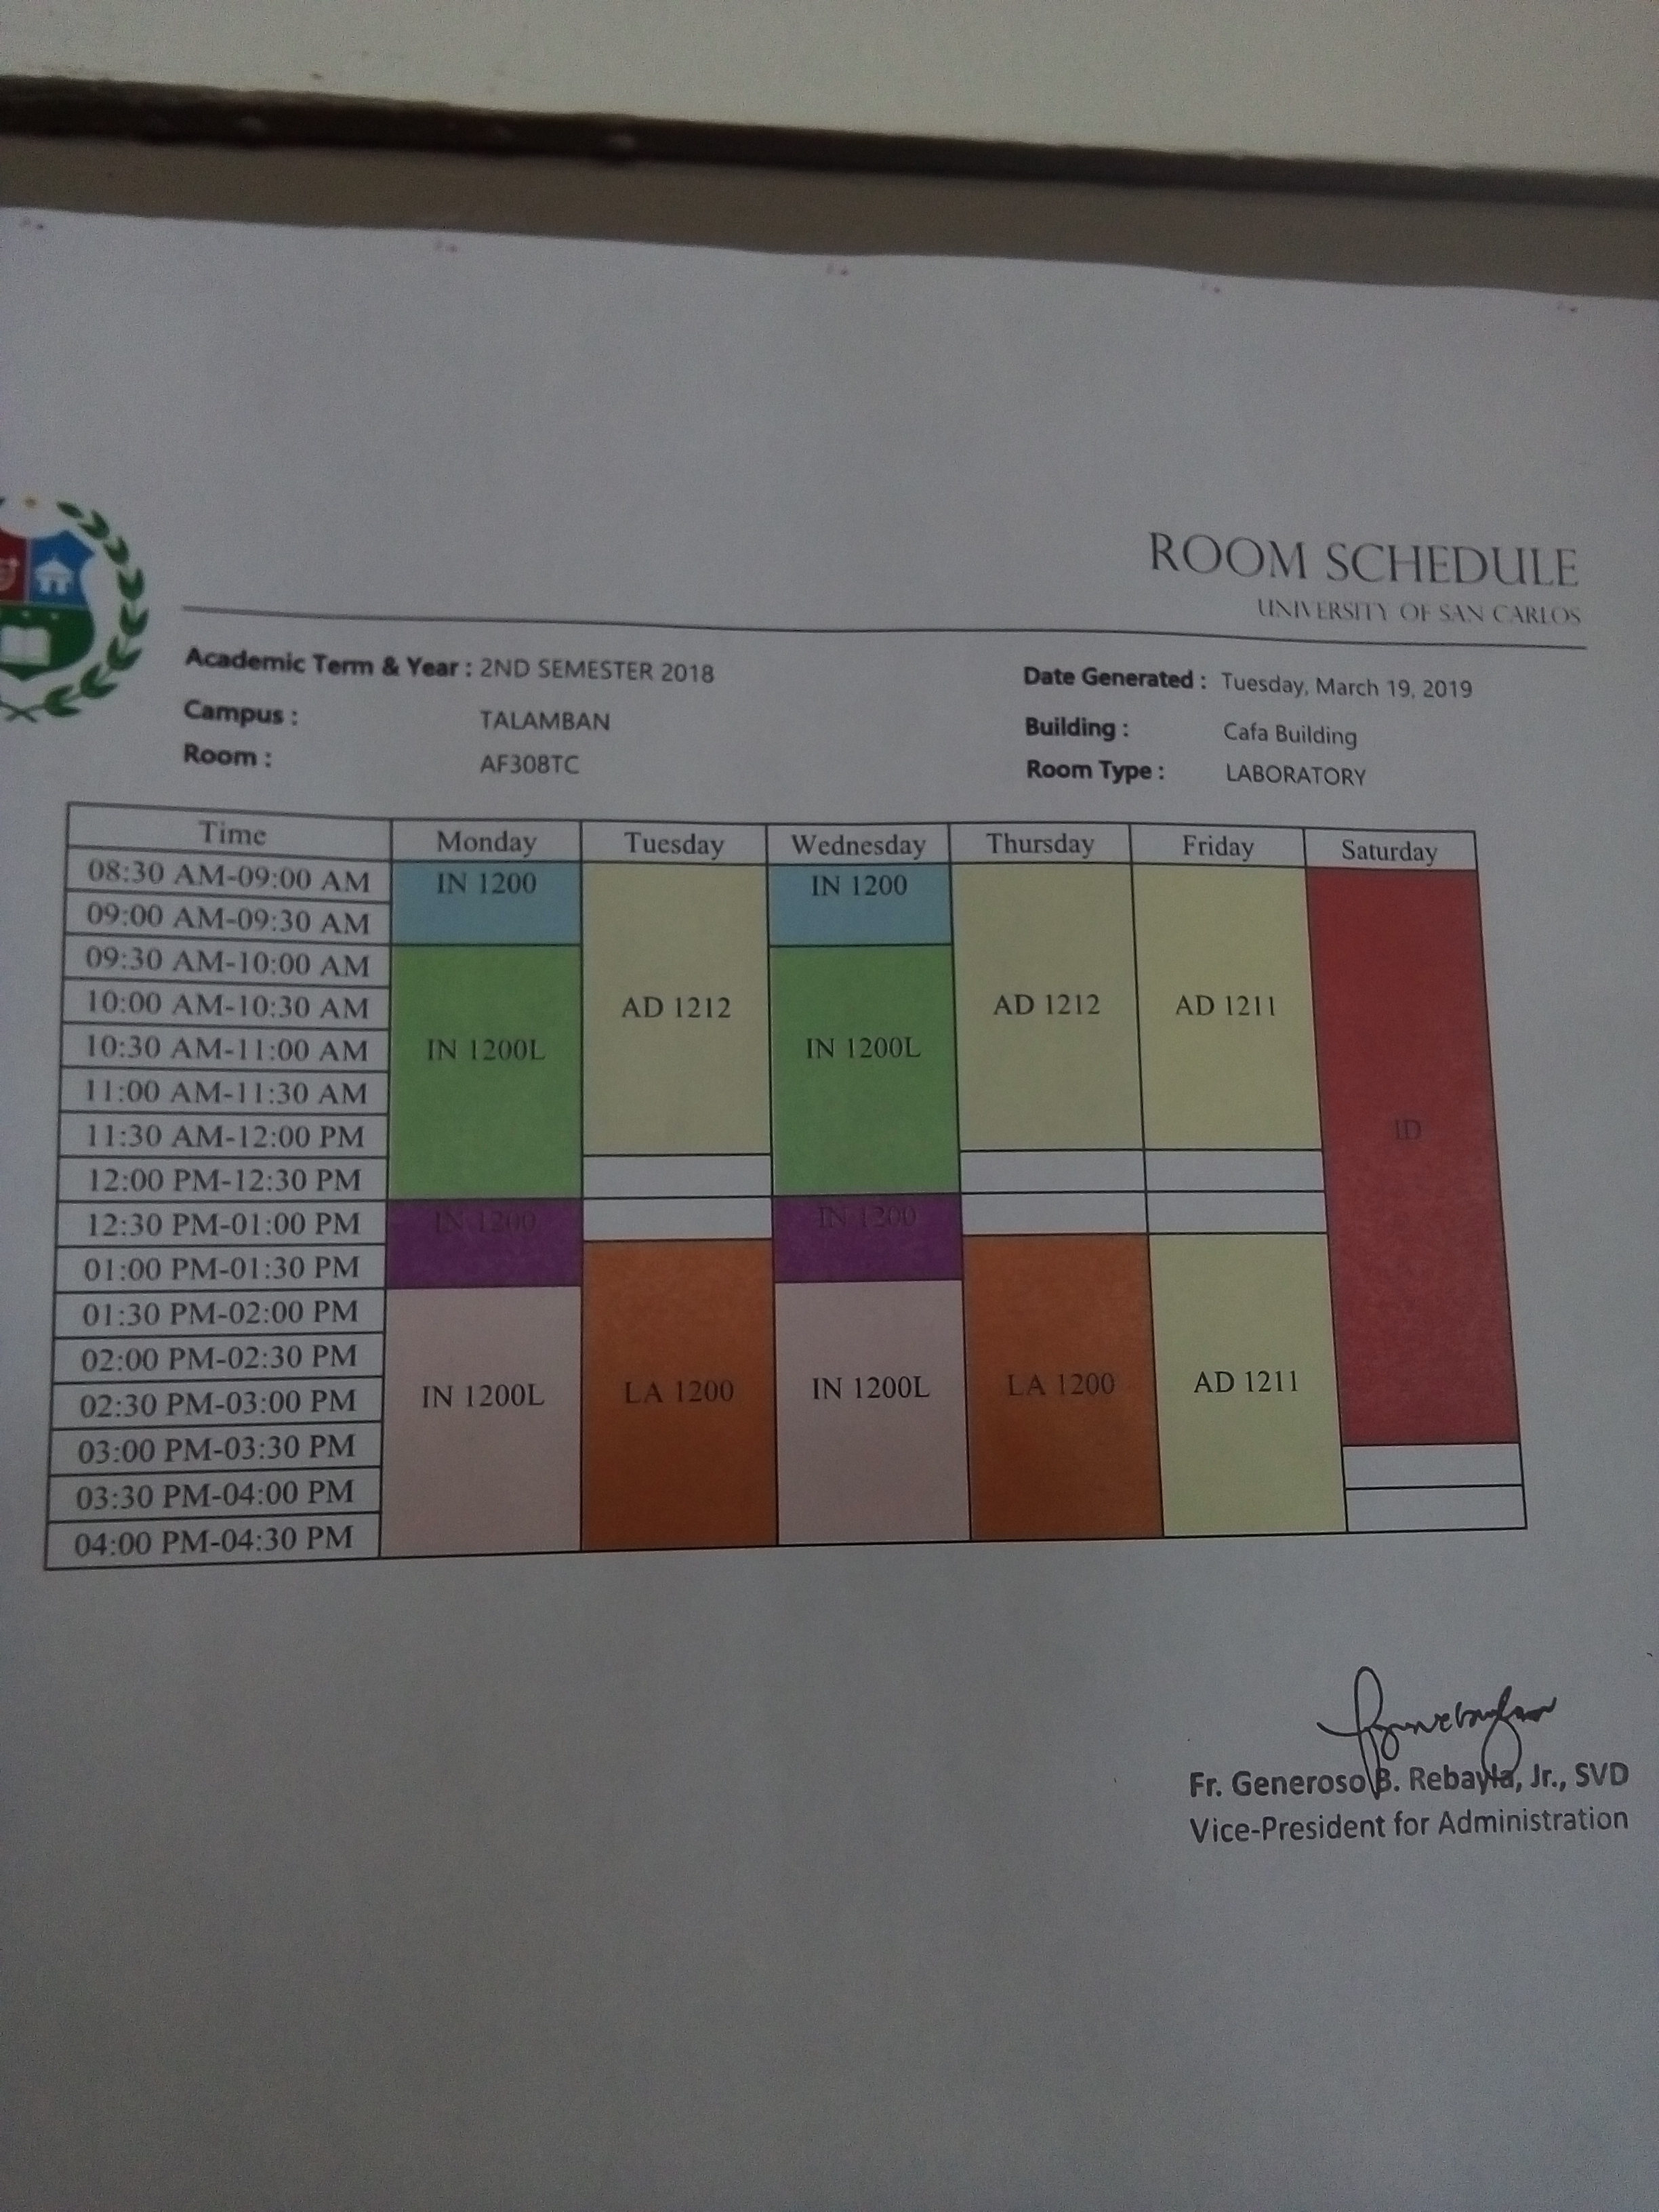 ROOM SCHEDULE
UNIVERSITY OF SAN CARLOS
Academic Term & Year : 2ND SEMESTER 2018
Date Generated : Tuesday, March 19, 2019
Campus : TALAMBAN
Building : Cafa Building
Room : AF308TC
Room Type : LABORATORY
Time Monday Tuesday Wednesday Thursday Friday Saturday
08:30 AM-09:00 AM IN 1200 IN 1200
09:00 AM-09:30 AM
09:30 AM-10:00 AM
10:00 AM-10:30 AM AD 1212 AD 1212 AD 1211
10:30 AM-11:00 AM IN 1200L IN 1200L
11:00 AM-11:30 AM
11:30 AM-12:00 PM ID
12:00 PM-12:30 PM
12:30 PM-01:00 PM IN 1200 IN 1200
01:00 PM-01:30 PM
01:30 PM-02:00 PM
02:00 PM-02:30 PM
02:30 PM-03:00 PM IN 1200L LA 1200 IN 1200L LA 1200 AD 1211
03:00 PM-03:30 PM
03:30 PM-04:00 PM
04:00 PM-04:30 PM
Fr. Generoso B. Rebayla, Jr., SVD
Vice-President for Administration